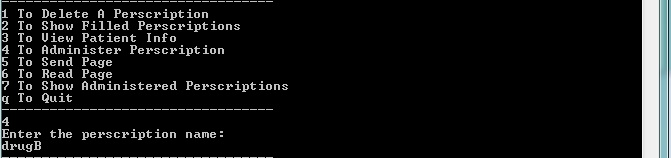 ----------------------------------
1 To Delete A Perscription
2 To Show Filled Perscriptions
3 To View Patient Info
4 To Administer Perscription
5 To Send Page
6 To Read Page
7 To Show Administered Perscriptions
q To Quit
----------------------------------
4
Enter the perscription name:
drugB
----------------------------------